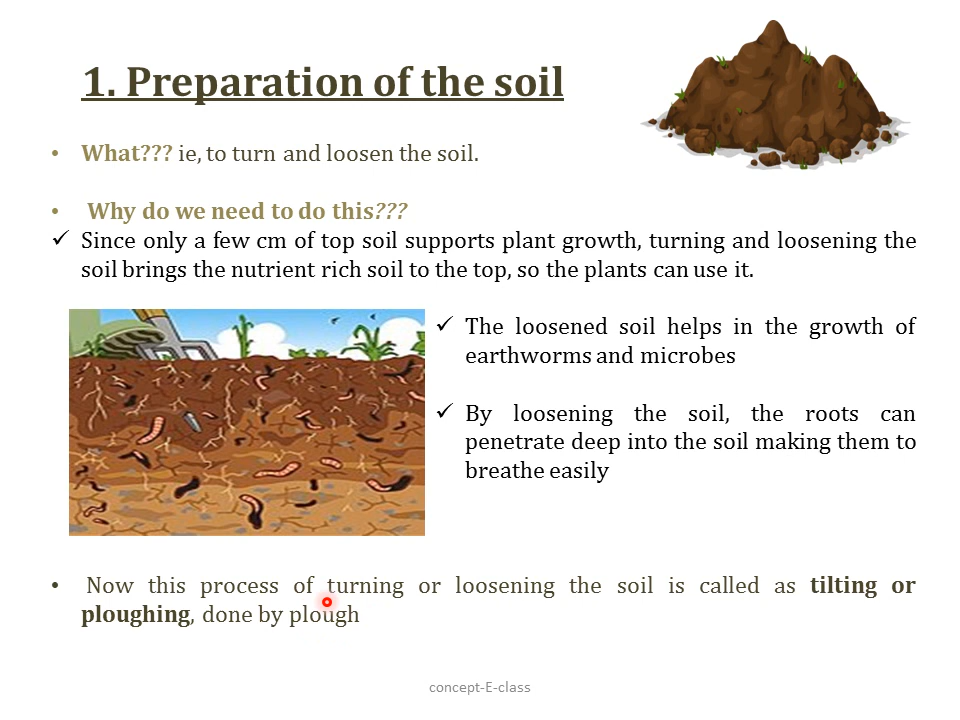 1. Preparation of the soil
• What??? ie, to turn and loosen the soil.
• Why do we need to do this???
✓ Since only a few cm of top soil supports plant growth, turning and loosening the
soil brings the nutrient rich soil to the top, so the plants can use it.
✓ The loosened soil helps in the growth of
earthworms and microbes
✓ By loosening the soil, the roots can
penetrate deep into the soil making them to
breathe easily
• Now this process of turning or loosening the soil is called as tilting or
ploughing, done by plough
concept-E-class